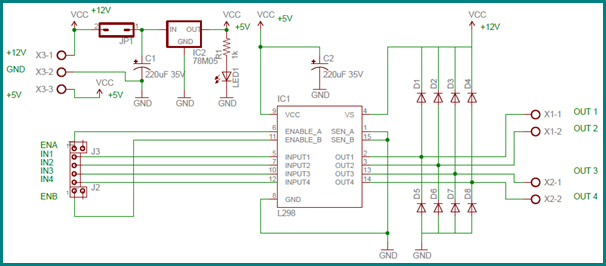 +12V
VCC
2
1
JP1
IN
OUT
GND
IC2
78M05
VCC
+5V
R1
1k
LED1
GND
GND
GND
+12V
X3-1
GND
X3-2
+5V
X3-3
VCC
+5V
C1
220uF 35V
VCC
+5V
C2
220uF 35V
GND
VCC
+12V
D1
D2
D3
D4
IC1
9
VCC
VS
4
6
ENABLE_A
SEN_A
1
11
ENABLE_B
SEN_B
15
5
INPUT1
OUT1
2
7
INPUT2
OUT2
3
10
INPUT3
OUT3
13
12
INPUT4
OUT4
14
8
GND
L298
ENA
IN1
IN2
IN3
IN4
ENB
1
J3
J2
1
X1-1
OUT 1
X1-2
OUT 2
X2-1
OUT 3
X2-2
OUT 4
D5
D6
D7
D8
GND
GND